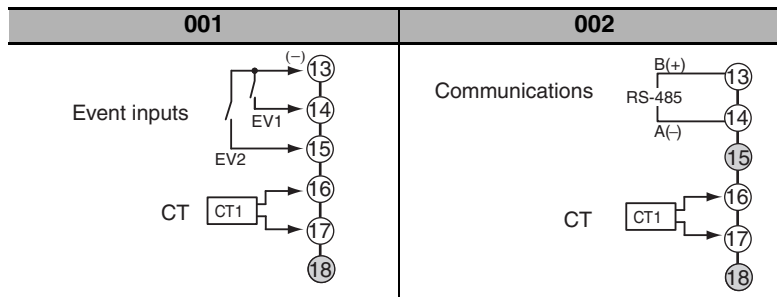 001
(−)
13
Event inputs
14
EV1
15
EV2
16
CT CT1
17
18
002
B(+)
13
Communications
RS-485
14
A(−)
15
16
CT CT1
17
18